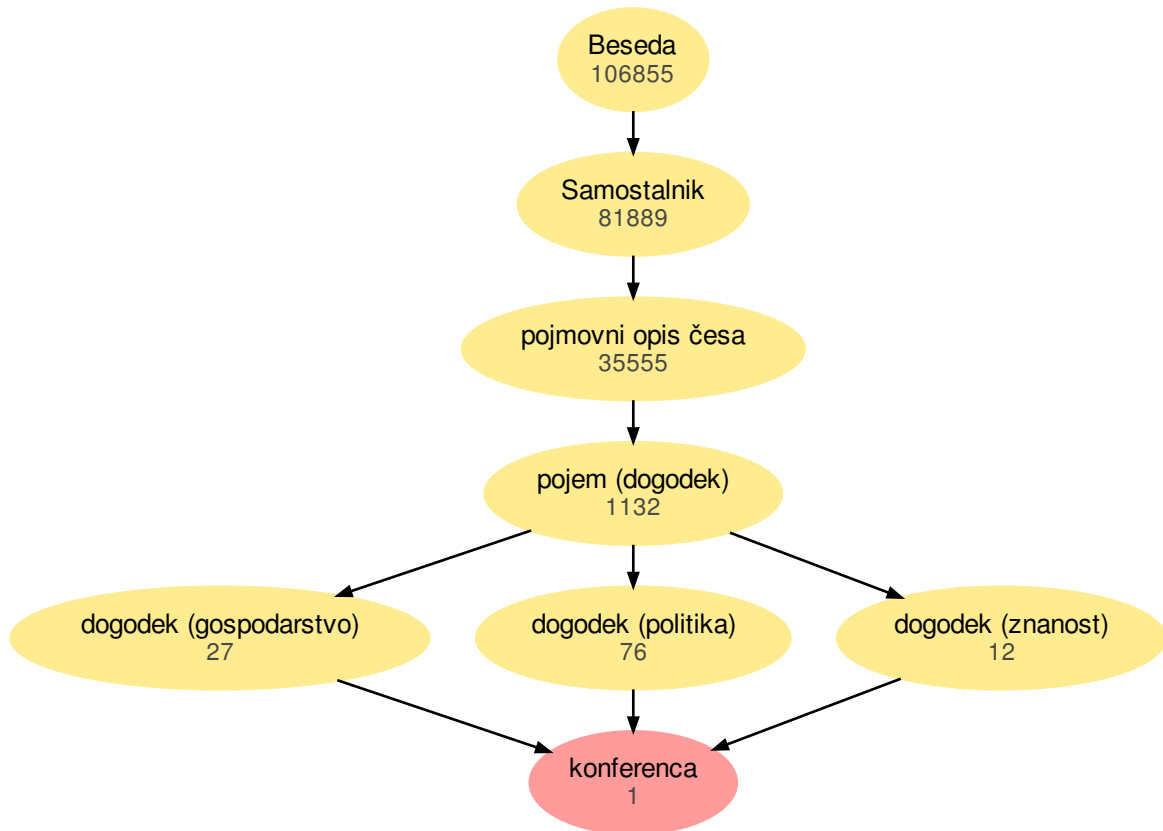 Beseda
106855
Samostalnik
81889
pojmovni opis česa
35555
pojem (dogodek)
1132
dogodek (gospodarstvo)
27
dogodek (politika)
76
dogodek (znanost)
12
konferenca
1